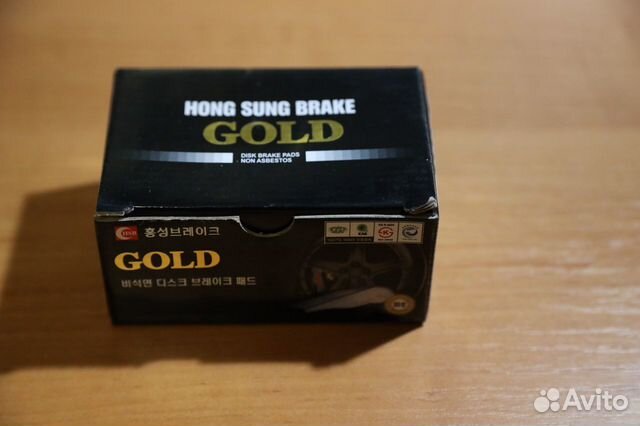 HONG SUNG BRAKE
GOLD
DISK BRAKE PADS
NON ASBESTOS
HSB 홍성브레이크
GOLD
비석면 디스크 브레이크 패드
Avito